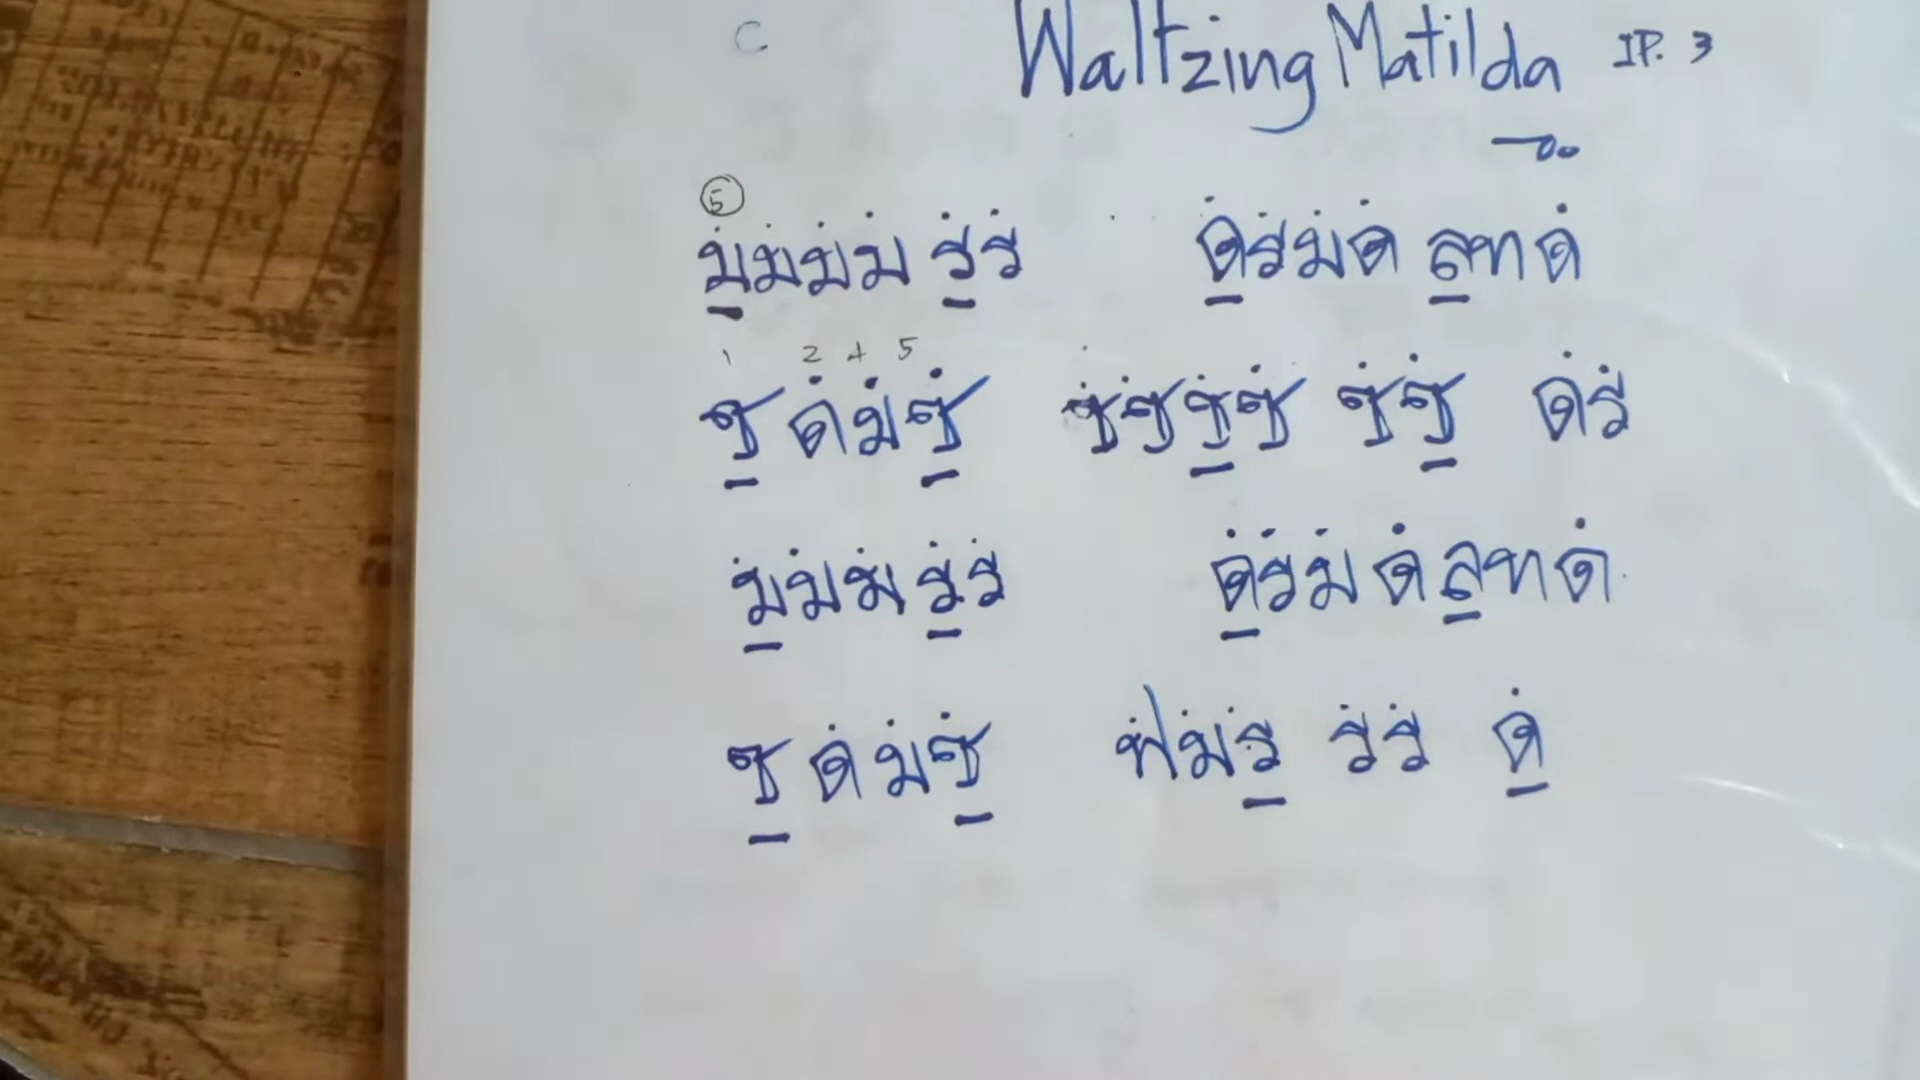 C Waltzing Matilda IP. 3
5
มํมํมํมํ รํรํ ดํรํมํดํ ลทดํ
1 2 4 5
ซ ดํมํซํ ซํซํซํซํ ซํซํ ดํรํ
มํมํมํ รํรํ ดํรํมํ ดํ ลทดํ
ซ ดํมํซํ ฟํมํรํ รํรํ ดํ